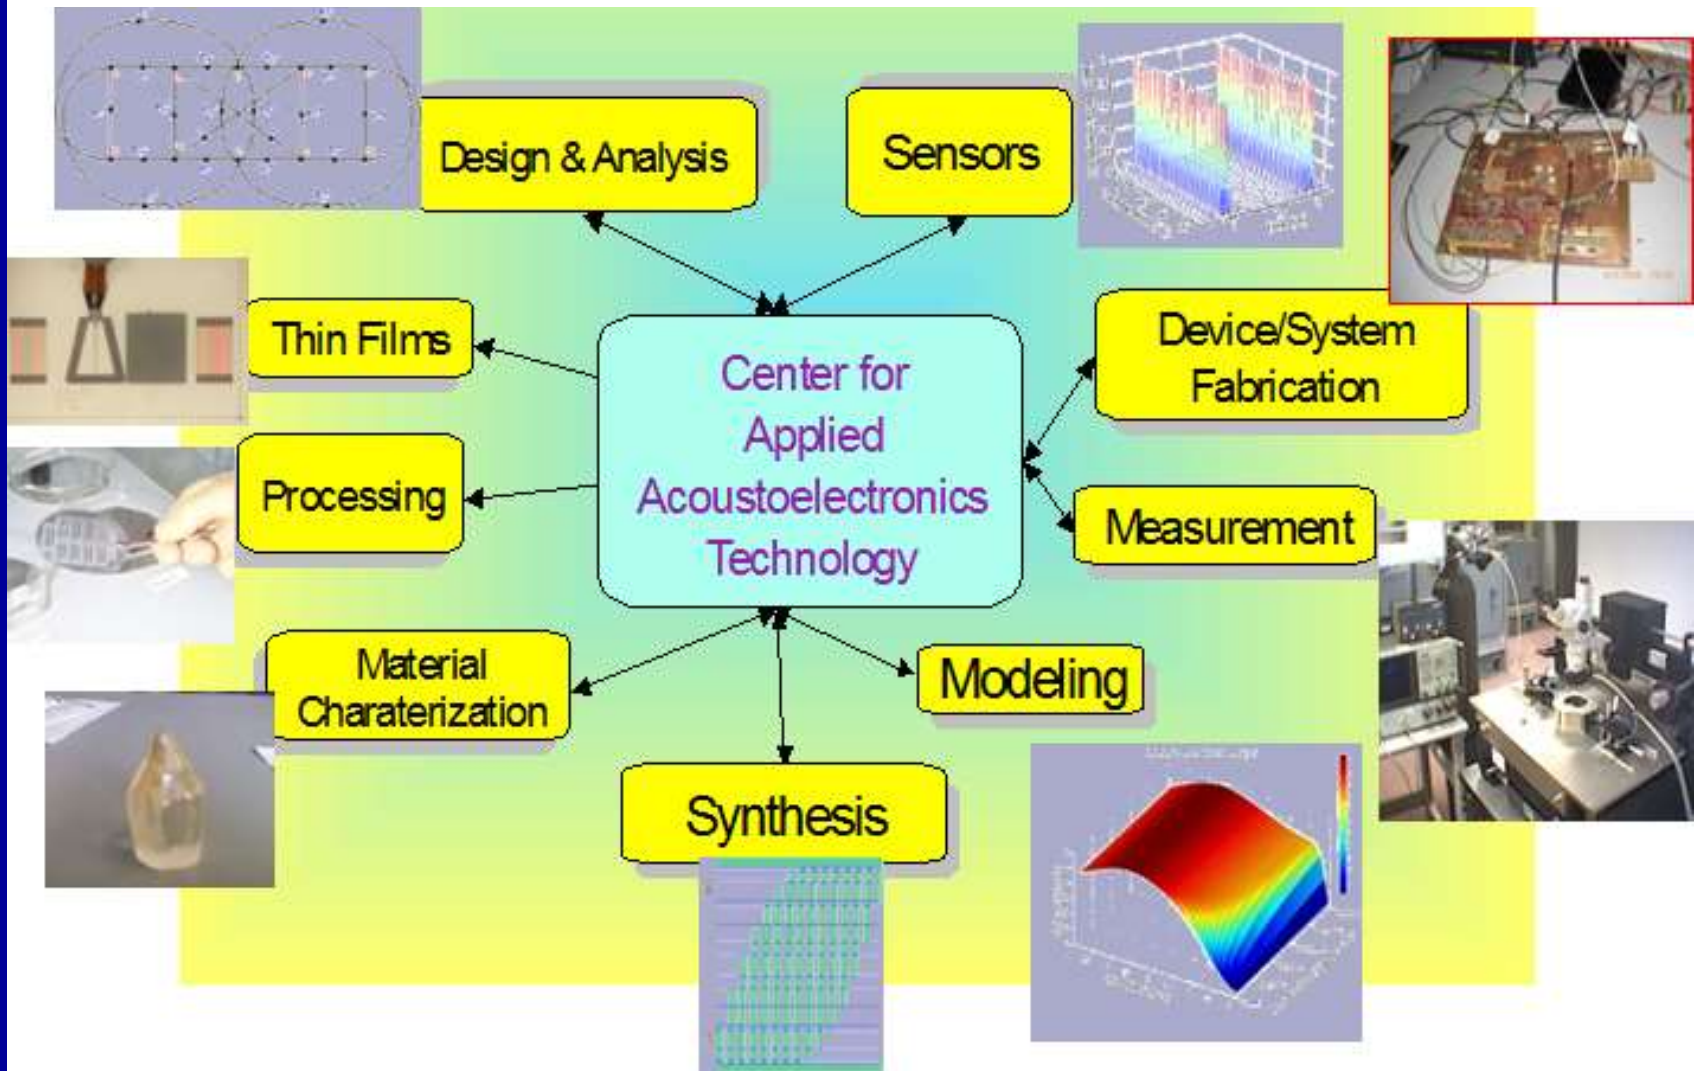 Design & Analysis
Sensors
Thin Films
Device/System
Fabrication
Center for
Applied
Acoustoelectronics
Technology
Processing
Measurement
Material
Charaterization
Modeling
Synthesis